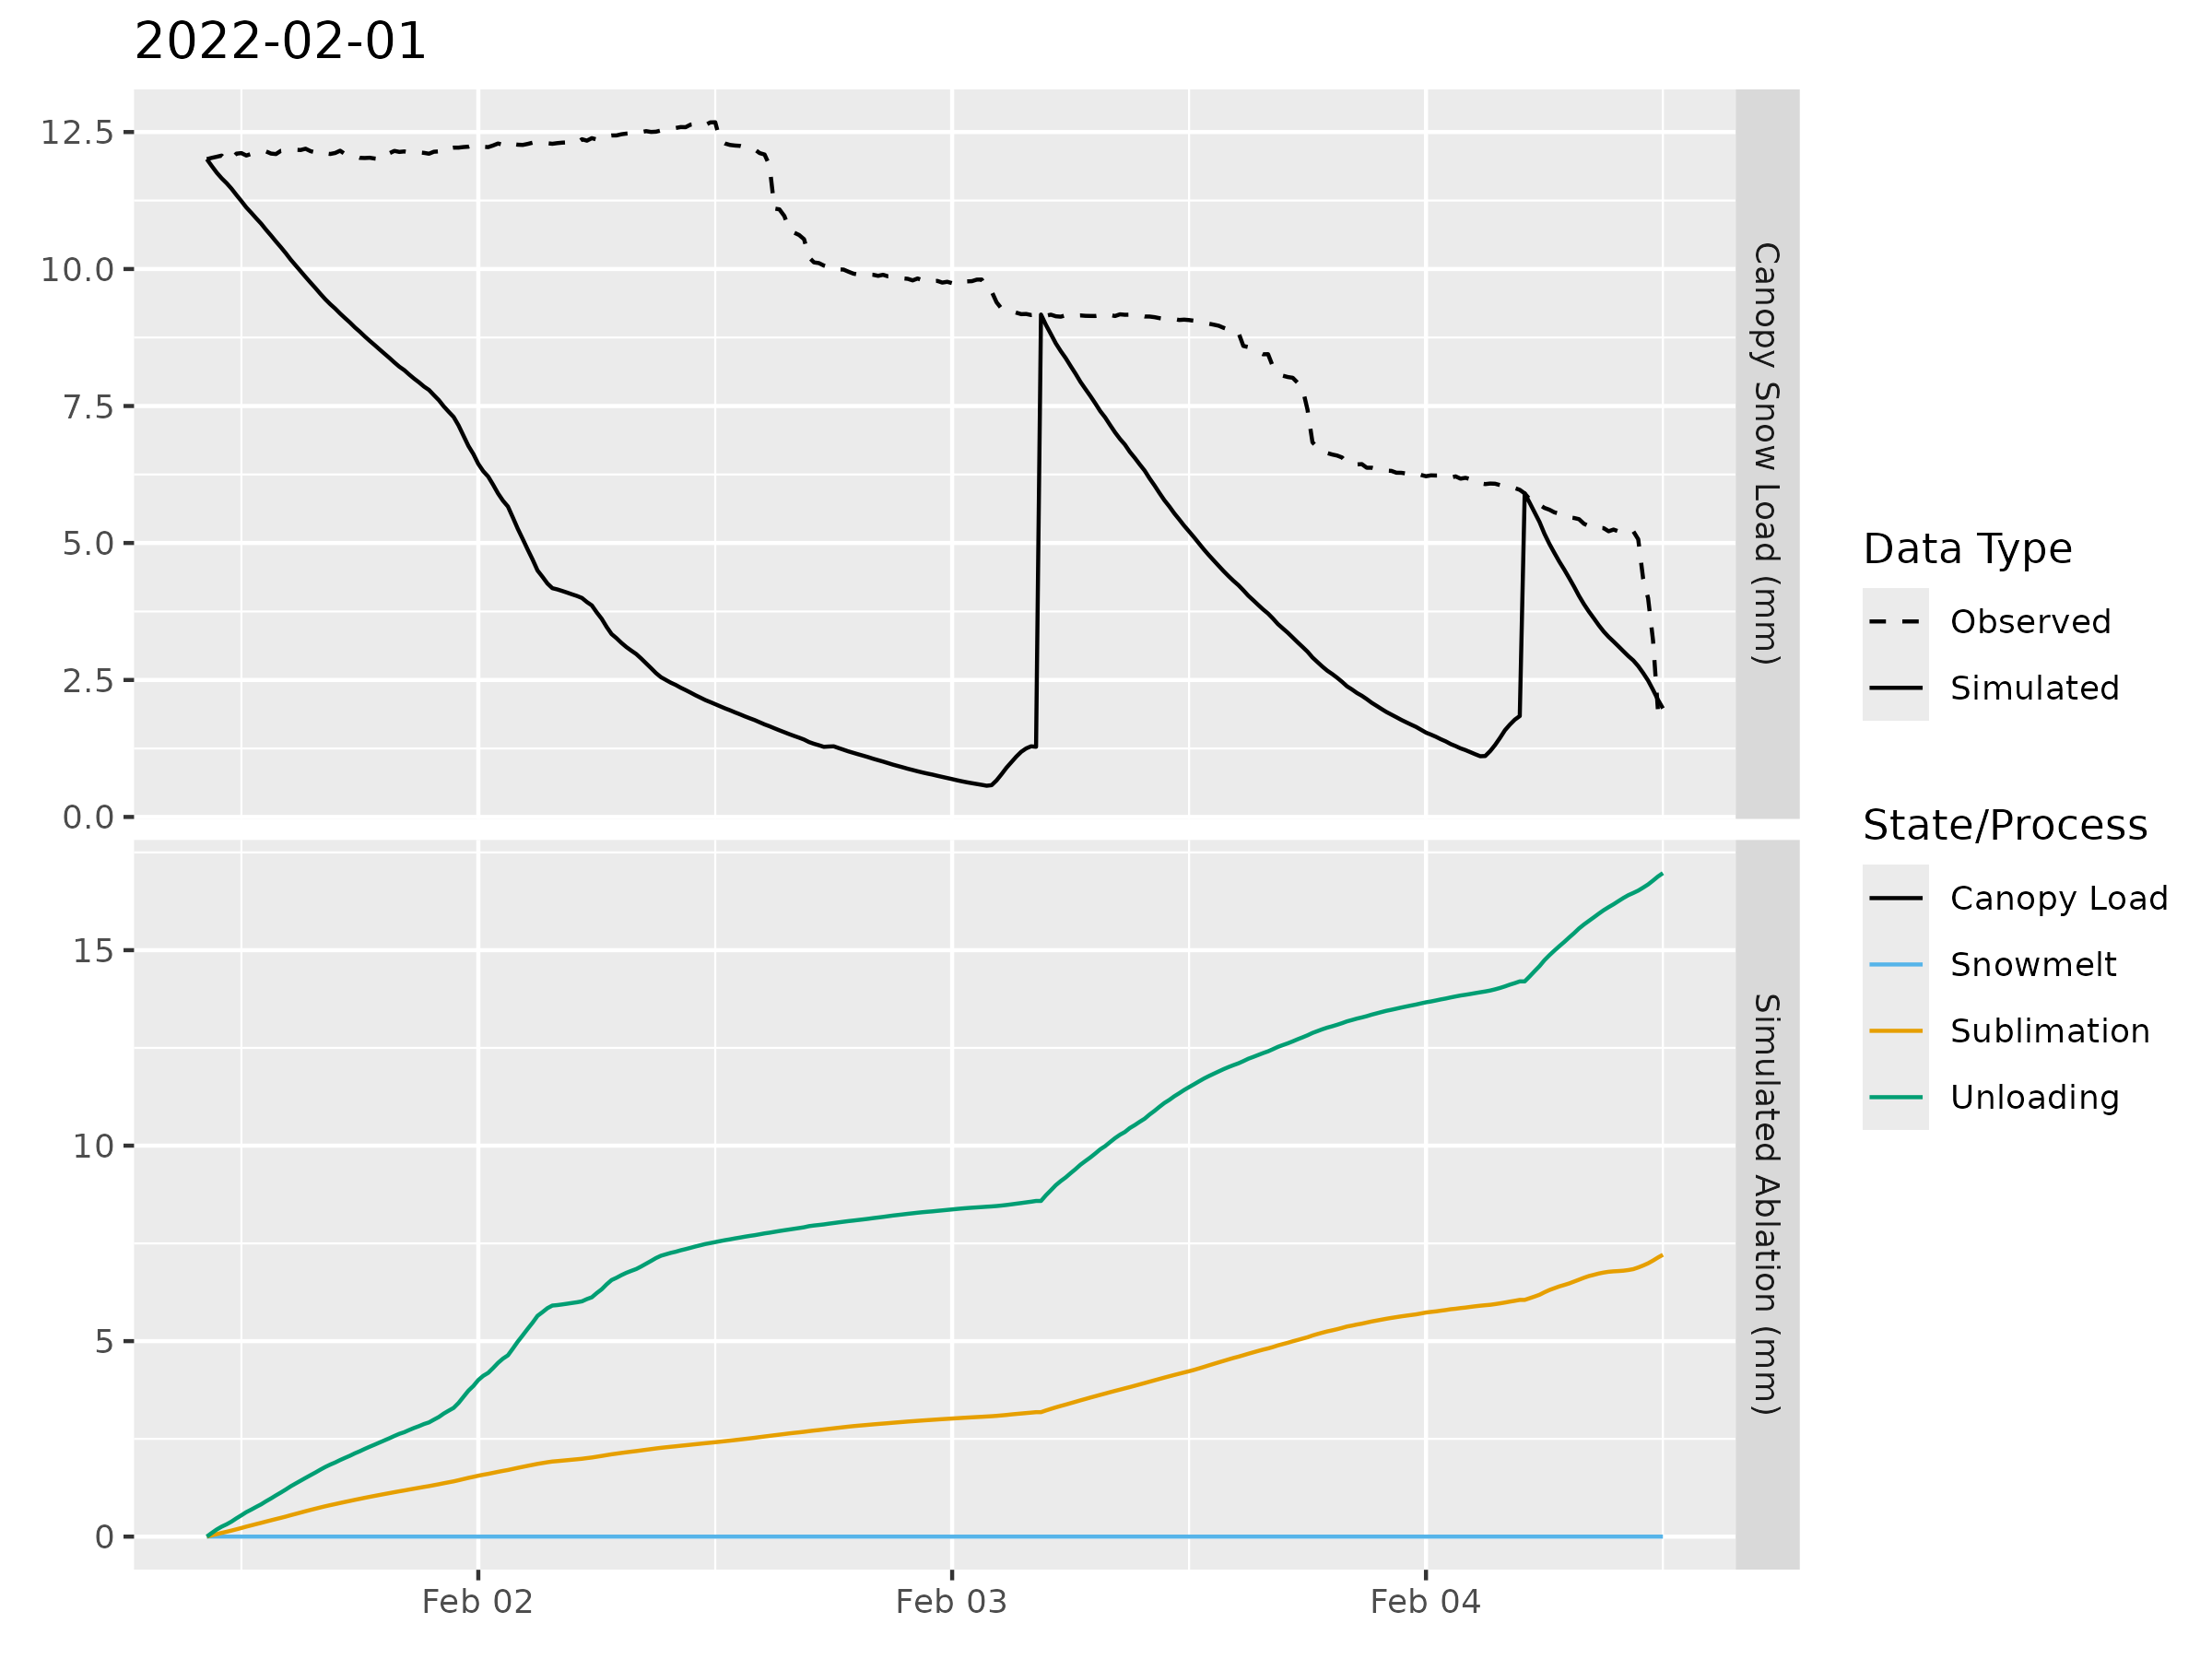 2022-02-01
12.5
10.0
7.5
5.0
2.5
0.0
Canopy Snow Load (mm)
15
10
5
0
Simulated Ablation (mm)
Feb 02
Feb 03
Feb 04
Data Type
Observed
Simulated
State/Process
Canopy Load
Snowmelt
Sublimation
Unloading